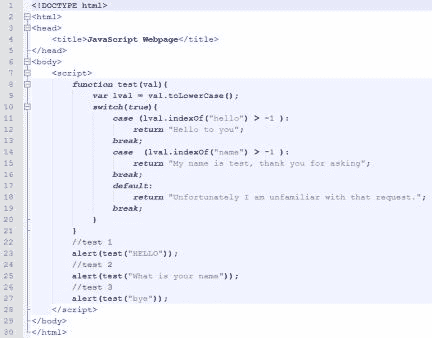 1 <!DOCTYPE html>
2 <html>
3 <head>
4 <title>JavaScript Webpage</title>
5 </head>
6 <body>
7 <script>
8 function test(val){
9 var lval = val.toLowerCase();
10 switch(true){
11 case (lval.indexOf("hello") > -1 ):
12 return "Hello to you";
13 break;
14 case (lval.indexOf("name") > -1 ):
15 return "My name is test, thank you for asking";
16 break;
17 default:
18 return "Unfortunately I am unfamiliar with that request.";
19 break;
20 }
21 }
22 //test 1
23 alert(test("HELLO"));
24 //test 2
25 alert(test("What is your name"));
26 //test 3
27 alert(test("bye"));
28 </script>
29 </body>
30 </html>